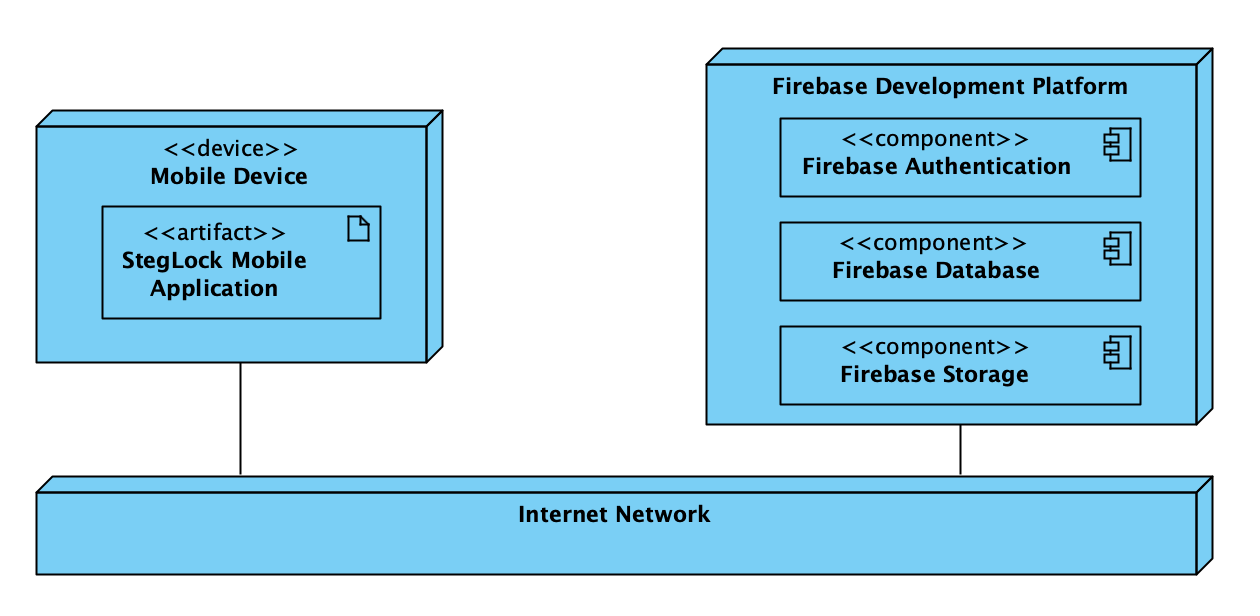 <<device>>
Mobile Device
<<artifact>>
StegLock Mobile
Application
Firebase Development Platform
<<component>>
Firebase Authentication
<<component>>
Firebase Database
<<component>>
Firebase Storage
Internet Network